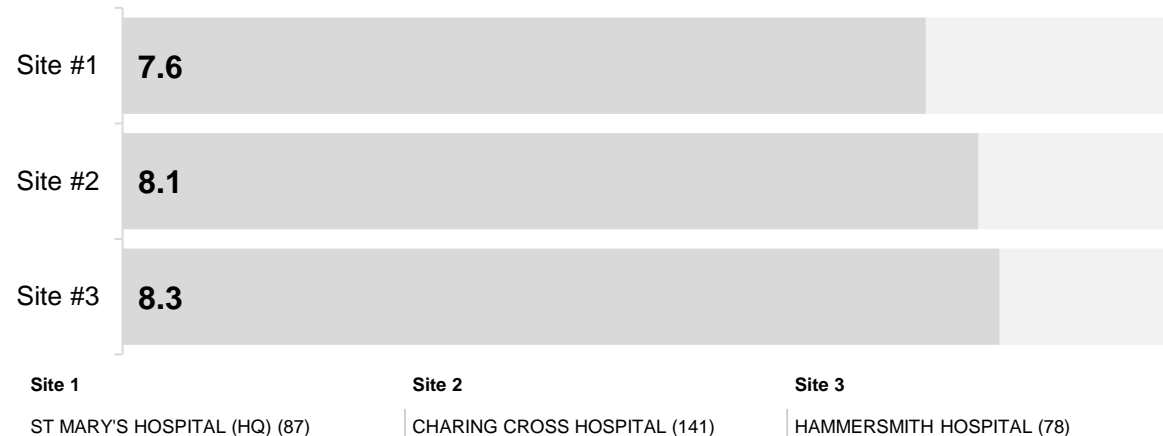 Site #1 7.6
Site #2 8.1
Site #3 8.3
Site 1 Site 2 Site 3
ST MARY'S HOSPITAL (HQ) (87) CHARING CROSS HOSPITAL (141) HAMMERSMITH HOSPITAL (78)